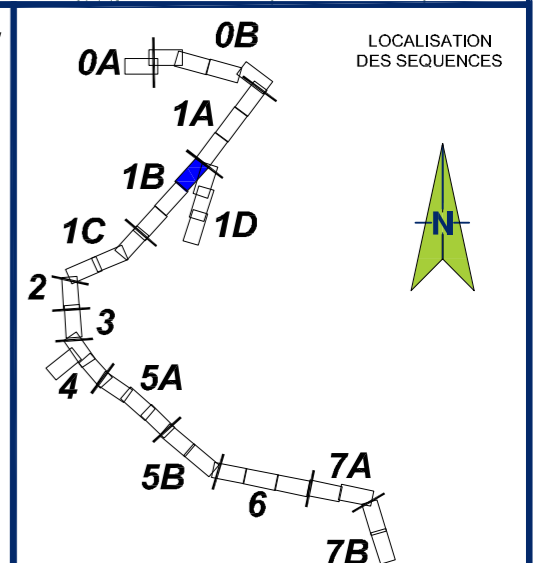 0A
0B
LOCALISATION
DES SEQUENCES
1A
1B
1D
1C
N
2
3
4
5A
5B
6
7A
7B